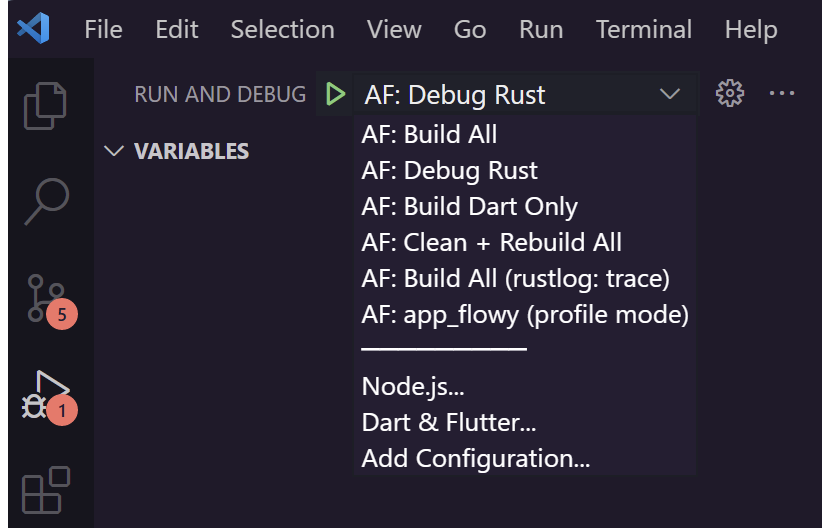 File Edit Selection View Go Run Terminal Help
RUN AND DEBUG AF: Debug Rust ...
VARIABLES
AF: Build All
AF: Debug Rust
AF: Build Dart Only
AF: Clean + Rebuild All
AF: Build All (rustlog: trace)
AF: app_flowy (profile mode)
Node.js...
Dart & Flutter...
Add Configuration...
5
1